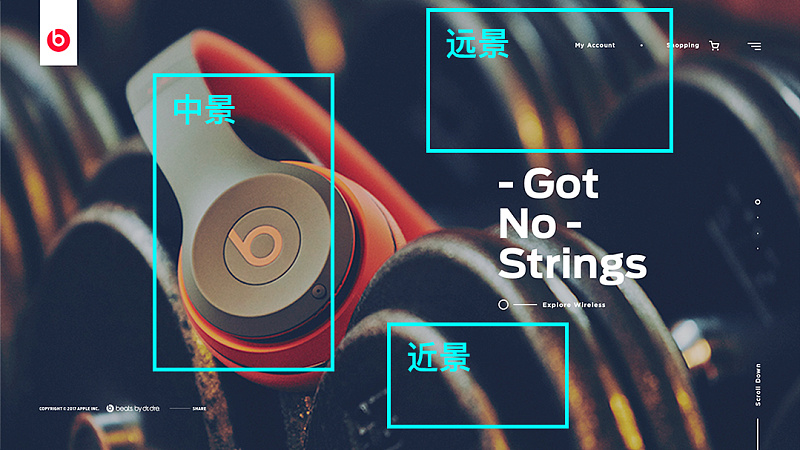 远景
My Account
Shopping
中景
- Got
No -
Strings
Explore Wireless
近景
Scroll Down
COPYRIGHT © 2017 APPLE INC.
beats by dr.dre
SHARE